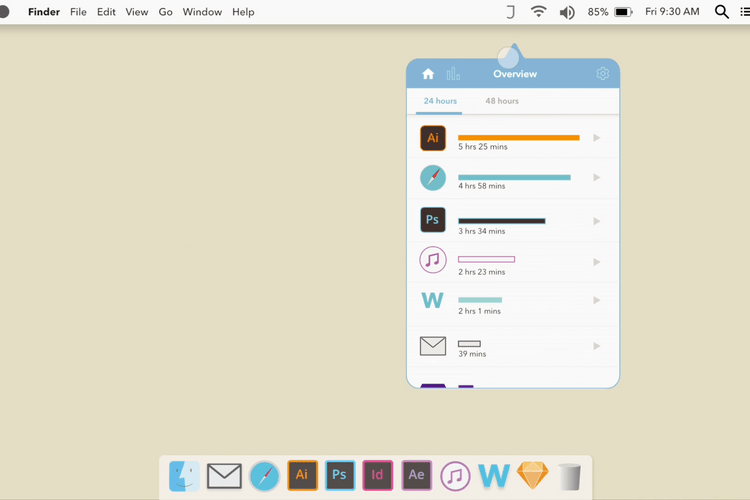 Finder File Edit View Go Window Help 85% Fri 9:30 AM
Overview
24 hours 48 hours
Ai
5 hrs 25 mins
4 hrs 58 mins
Ps
3 hrs 34 mins
2 hrs 23 mins
W
2 hrs 1 mins
39 mins
Ai Ps Id Ae W